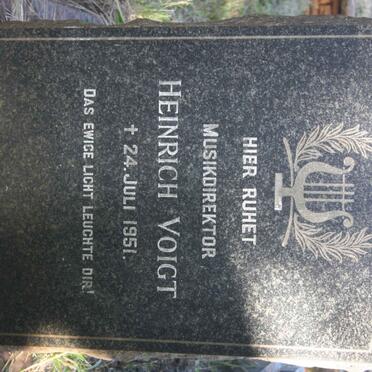 HIER RUHET
MUSIKDIREKTOR
HEINRICH VOIGT
✝ 24. JULI 1951.
DAS EWIGE LICHT LEUCHTE DIR!